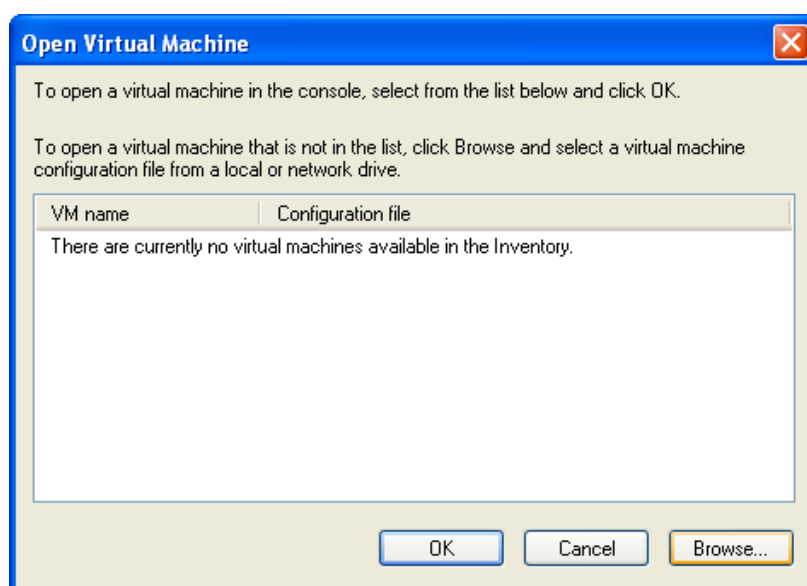 Open Virtual Machine
To open a virtual machine in the console, select from the list below and click OK.
To open a virtual machine that is not in the list, click Browse and select a virtual machine
configuration file from a local or network drive.
VM name Configuration file
There are currently no virtual machines available in the Inventory.
OK Cancel Browse...